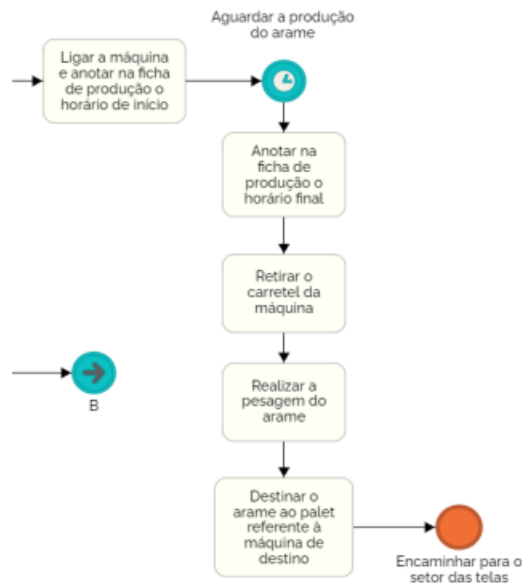 Aguardar a produção
do arame
Ligar a máquina
e anotar na ficha
de produção o
horário de início
Anotar na
ficha de
produção o
horário final
Retirar o
carretel da
máquina
B
Realizar a
pesagem do
arame
Destinar o
arame ao palet
referente à
máquina de
destino
Encaminhar para o
setor das telas